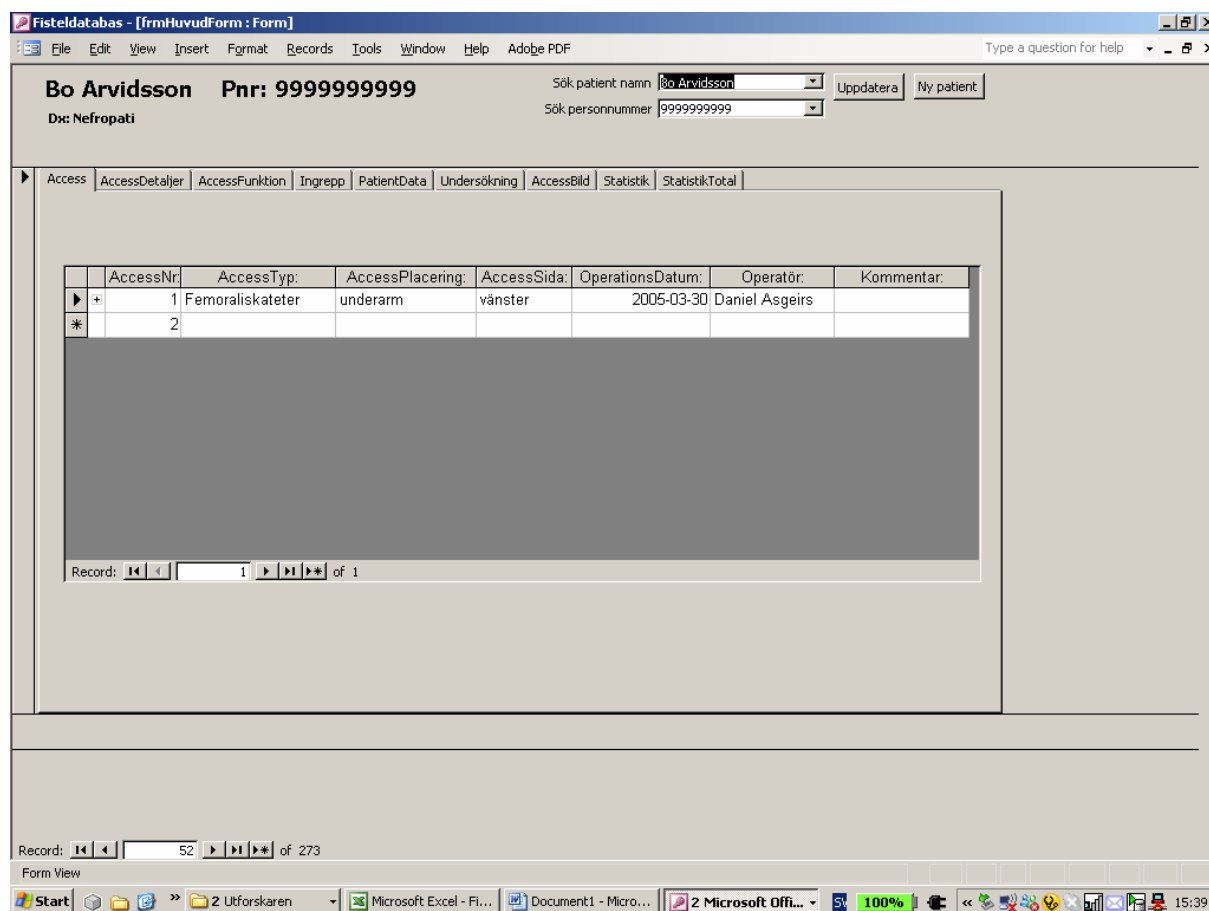 Fisteldatabas - [frmHuvudForm : Form]
File Edit View Insert Format Records Tools Window Help Adobe PDF Type a question for help
Bo Arvidsson Pnr: 9999999999
Dx: Nefropati
Sök patient namn Bo Arvidsson Uppdatera Ny patient
Sök personnummer 9999999999
Access AccessDetaljer AccessFunktion Ingrepp PatientData Undersökning AccessBild Statistik StatistikTotal
AccessNr: AccessTyp: AccessPlacering: AccessSida: OperationsDatum: Operatör: Kommentar:
1 Femoraliskateter underarm vänster 2005-03-30 Daniel Asgeirs
2
Record: 1 of 1
Record: 52 of 273
Form View
Start 2 Utforskaren Microsoft Excel - Fi... Document1 - Micro... 2 Microsoft Offi... SV 100% 15:39